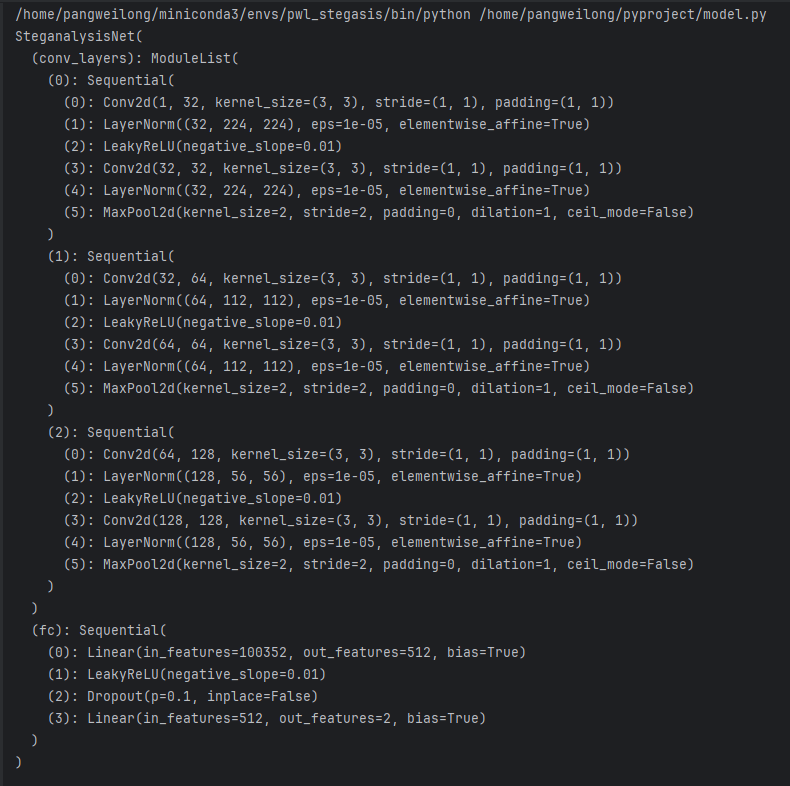 /home/pangweilong/miniconda3/envs/pwl_stegasis/bin/python /home/pangweilong/pyproject/model.py
SteganalysisNet(
  (conv_layers): ModuleList(
    (0): Sequential(
      (0): Conv2d(1, 32, kernel_size=(3, 3), stride=(1, 1), padding=(1, 1))
      (1): LayerNorm((32, 224, 224), eps=1e-05, elementwise_affine=True)
      (2): LeakyReLU(negative_slope=0.01)
      (3): Conv2d(32, 32, kernel_size=(3, 3), stride=(1, 1), padding=(1, 1))
      (4): LayerNorm((32, 224, 224), eps=1e-05, elementwise_affine=True)
      (5): MaxPool2d(kernel_size=2, stride=2, padding=0, dilation=1, ceil_mode=False)
    )
    (1): Sequential(
      (0): Conv2d(32, 64, kernel_size=(3, 3), stride=(1, 1), padding=(1, 1))
      (1): LayerNorm((64, 112, 112), eps=1e-05, elementwise_affine=True)
      (2): LeakyReLU(negative_slope=0.01)
      (3): Conv2d(64, 64, kernel_size=(3, 3), stride=(1, 1), padding=(1, 1))
      (4): LayerNorm((64, 112, 112), eps=1e-05, elementwise_affine=True)
      (5): MaxPool2d(kernel_size=2, stride=2, padding=0, dilation=1, ceil_mode=False)
    )
    (2): Sequential(
      (0): Conv2d(64, 128, kernel_size=(3, 3), stride=(1, 1), padding=(1, 1))
      (1): LayerNorm((128, 56, 56), eps=1e-05, elementwise_affine=True)
      (2): LeakyReLU(negative_slope=0.01)
      (3): Conv2d(128, 128, kernel_size=(3, 3), stride=(1, 1), padding=(1, 1))
      (4): LayerNorm((128, 56, 56), eps=1e-05, elementwise_affine=True)
      (5): MaxPool2d(kernel_size=2, stride=2, padding=0, dilation=1, ceil_mode=False)
    )
  )
  (fc): Sequential(
    (0): Linear(in_features=100352, out_features=512, bias=True)
    (1): LeakyReLU(negative_slope=0.01)
    (2): Dropout(p=0.1, inplace=False)
    (3): Linear(in_features=512, out_features=2, bias=True)
  )
)